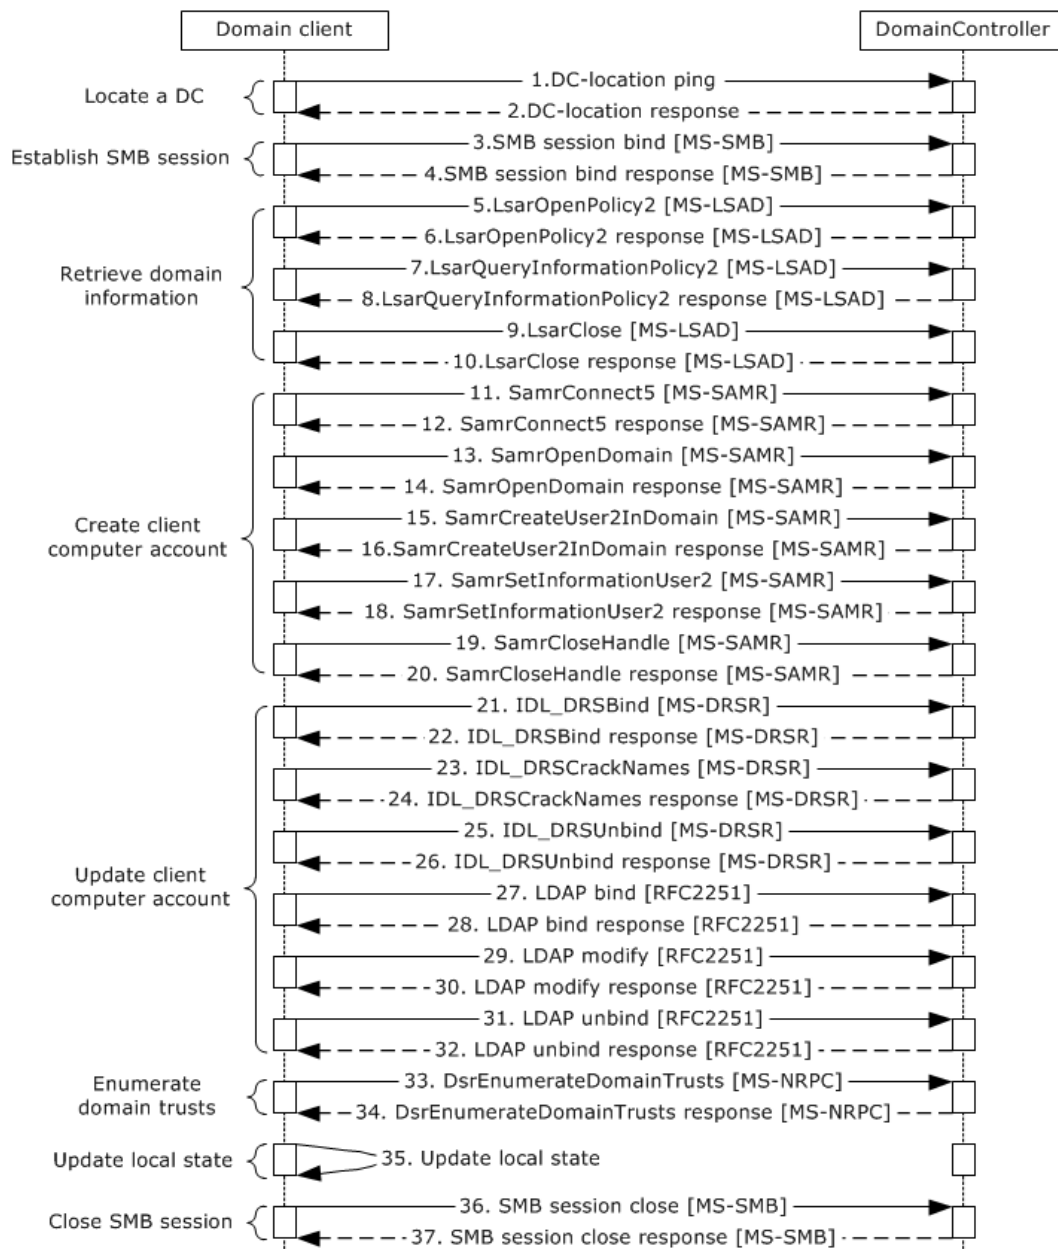 Domain client
DomainController
Locate a DC
1.DC-location ping
2.DC-location response
Establish SMB session
3.SMB session bind [MS-SMB]
4.SMB session bind response [MS-SMB]
Retrieve domain
information
5.LsarOpenPolicy2 [MS-LSAD]
6.LsarOpenPolicy2 response [MS-LSAD]
7.LsarQueryInformationPolicy2 [MS-LSAD]
8.LsarQueryInformationPolicy2 response [MS-LSAD]
9.LsarClose [MS-LSAD]
10.LsarClose response [MS-LSAD]
Create client
computer account
11. SamrConnect5 [MS-SAMR]
12. SamrConnect5 response [MS-SAMR]
13. SamrOpenDomain [MS-SAMR]
14. SamrOpenDomain response [MS-SAMR]
15. SamrCreateUser2InDomain [MS-SAMR]
16.SamrCreateUser2InDomain response [MS-SAMR]
17. SamrSetInformationUser2 [MS-SAMR]
18. SamrSetInformationUser2 response [MS-SAMR]
19. SamrCloseHandle [MS-SAMR]
20. SamrCloseHandle response [MS-SAMR]
Update client
computer account
21. IDL_DRSBind [MS-DRSR]
22. IDL_DRSBind response [MS-DRSR]
23. IDL_DRSCrackNames [MS-DRSR]
24. IDL_DRSCrackNames response [MS-DRSR]
25. IDL_DRSUnbind [MS-DRSR]
26. IDL_DRSUnbind response [MS-DRSR]
27. LDAP bind [RFC2251]
28. LDAP bind response [RFC2251]
29. LDAP modify [RFC2251]
30. LDAP modify response [RFC2251]
31. LDAP unbind [RFC2251]
32. LDAP unbind response [RFC2251]
Enumerate
domain trusts
33. DsrEnumerateDomainTrusts [MS-NRPC]
34. DsrEnumerateDomainTrusts response [MS-NRPC]
Update local state
35. Update local state
Close SMB session
36. SMB session close [MS-SMB]
37. SMB session close response [MS-SMB]